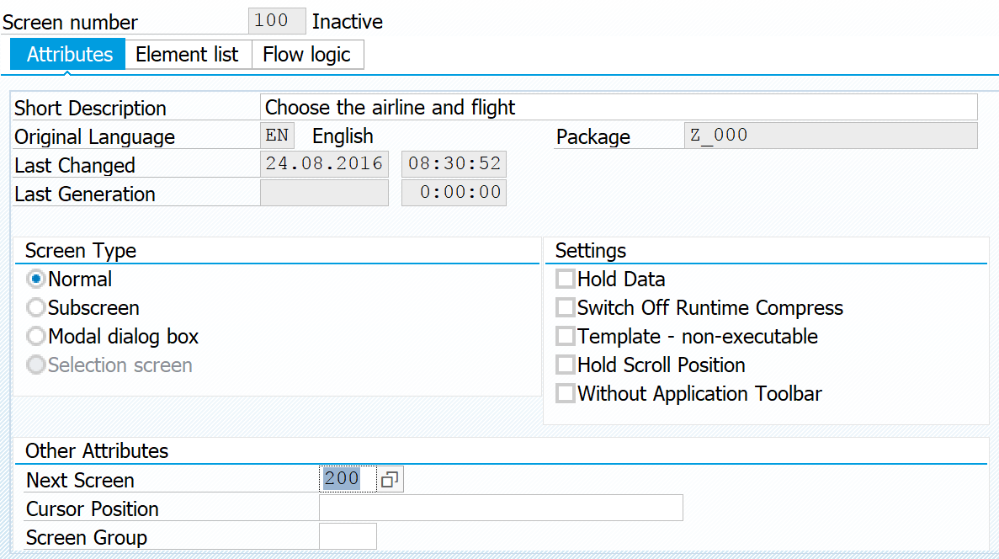 Screen number 100 Inactive
Attributes Element list Flow logic
Short Description Choose the airline and flight
Original Language EN English Package Z_000
Last Changed 24.08.2016 08:30:52
Last Generation 0:00:00
Screen Type
Normal
Subscreen
Modal dialog box
Selection screen
Settings
Hold Data
Switch Off Runtime Compress
Template - non-executable
Hold Scroll Position
Without Application Toolbar
Other Attributes
Next Screen 200
Cursor Position
Screen Group